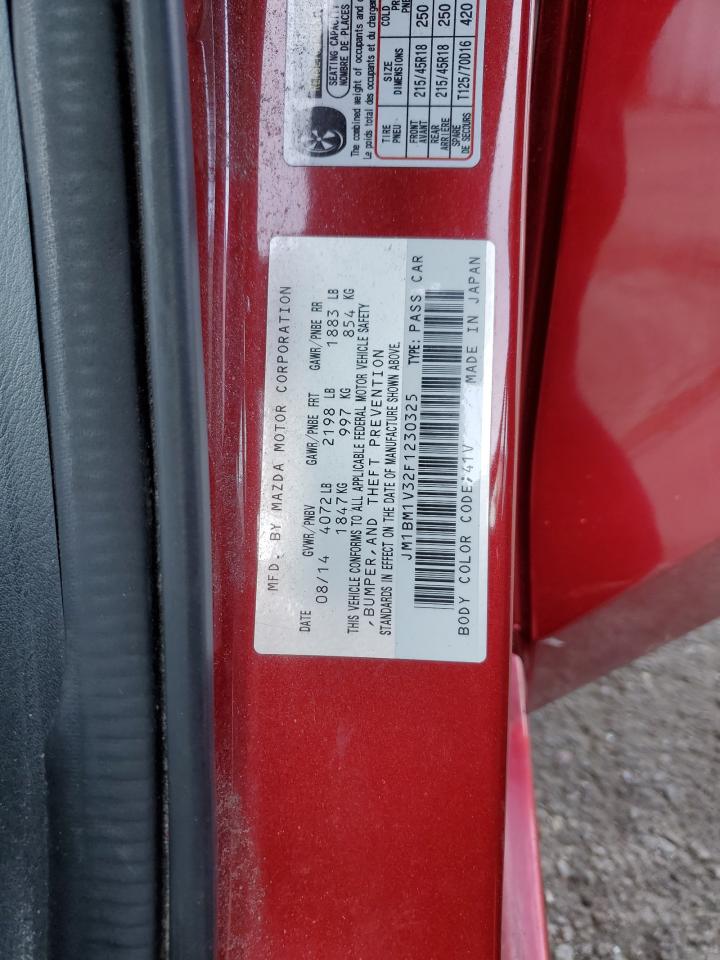 MFD. BY MAZDA MOTOR CORPORATION
DATE GVWR/PNBV GAWR/PNBE FRT GAWR/PNBE RR
08/14 4072 LB 2198 LB 1883 LB
1847 KG 997 KG 854 KG
THIS VEHICLE CONFORMS TO ALL APPLICABLE FEDERAL MOTOR VEHICLE SAFETY
,BUMPER, AND THEFT PREVENTION
STANDARDS IN EFFECT ON THE DATE OF MANUFACTURE SHOWN ABOVE.
JM1BM1V32F1230325 TYPE: PASS CAR
BODY COLOR CODE:41V MADE IN JAPAN
SEATING CAPACITY
NOMBRE DE PLACES
The combined weight of occupants and
Le poids total des occupants et du
TIRE SIZE COLD
PNEU DIMENSIONS
FRONT 215/45R18 250
AVANT
REAR 215/45R18 250
ARRIÈRE
SPARE T125/70D16 420
DE SECOURS